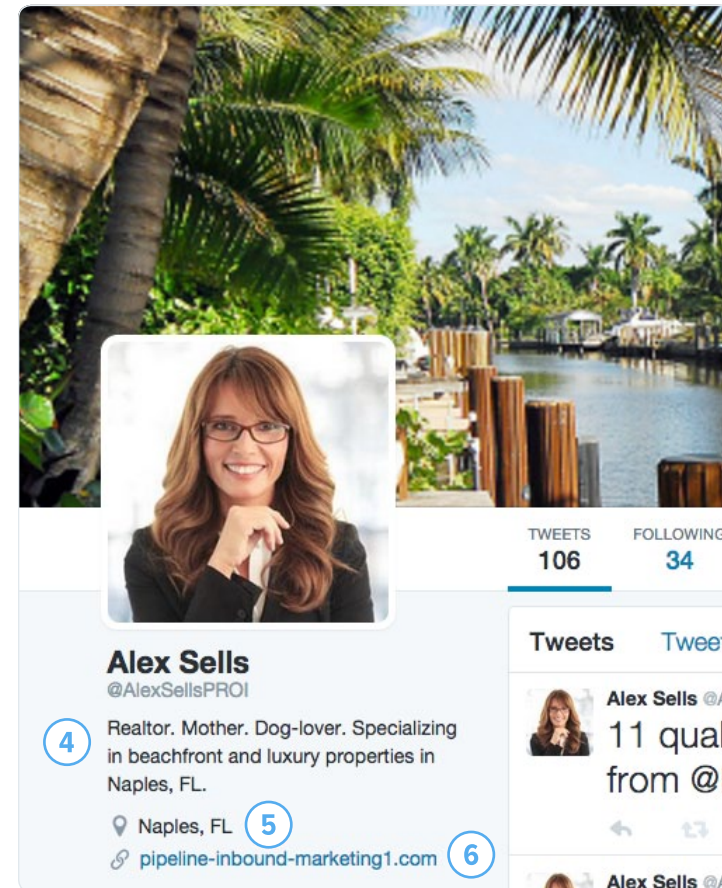 TWEETS
106
FOLLOWING
34
Alex Sells
@AlexSellsPROI
4
Realtor. Mother. Dog-lover. Specializing
in beachfront and luxury properties in
Naples, FL.
Naples, FL 5
pipeline-inbound-marketing1.com 6
Tweets
Alex Sells
11
from @
Alex Sells